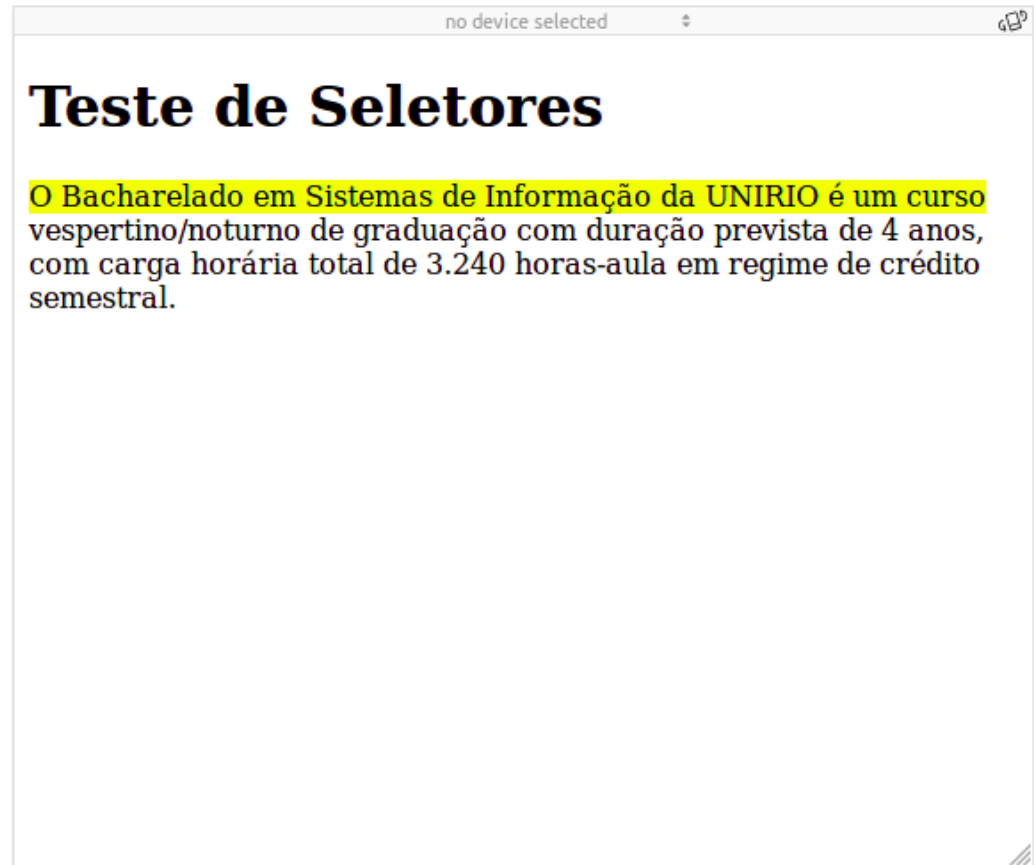 no device selected
Teste de Seletores
O Bacharelado em Sistemas de Informação da UNIRIO é um curso
vespertino/noturno de graduação com duração prevista de 4 anos,
com carga horária total de 3.240 horas-aula em regime de crédito
semestral.